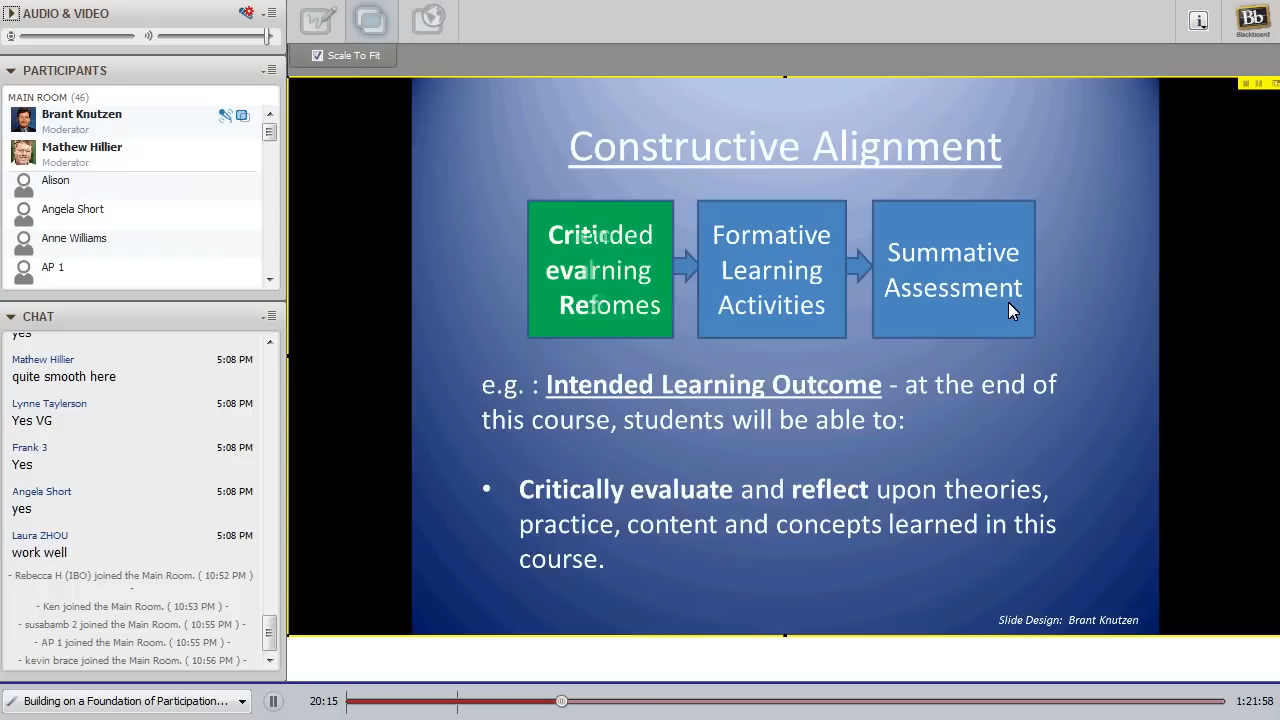 AUDIO & VIDEO
PARTICIPANTS
MAIN ROOM (46)
Brant Knutzen
Moderator
Mathew Hillier
Moderator
Alison
Angela Short
Anne Williams
AP 1
CHAT
yes
Mathew Hillier 5:08 PM
quite smooth here
Lynne Taylerson 5:08 PM
Yes VG
Frank 3 5:08 PM
Yes
Angela Short 5:08 PM
yes
Laura ZHOU 5:08 PM
work well
- Rebecca H (IBO) joined the Main Room. ( 10:52 PM )
-
- Ken joined the Main Room. ( 10:53 PM ) -
- susabamb 2 joined the Main Room. ( 10:55 PM ) -
- AP 1 joined the Main Room. ( 10:55 PM ) -
- kevin brace joined the Main Room. ( 10:56 PM ) -
Scale To Fit
Bb
Blackboard
Constructive Alignment
Formative
Learning
Activities
Summative
Assessment
e.g. : Intended Learning Outcome - at the end of
this course, students will be able to:
• Critically evaluate and reflect upon theories,
practice, content and concepts learned in this
course.
Slide Design: Brant Knutzen
Building on a Foundation of Participation...
20:15
1:21:58